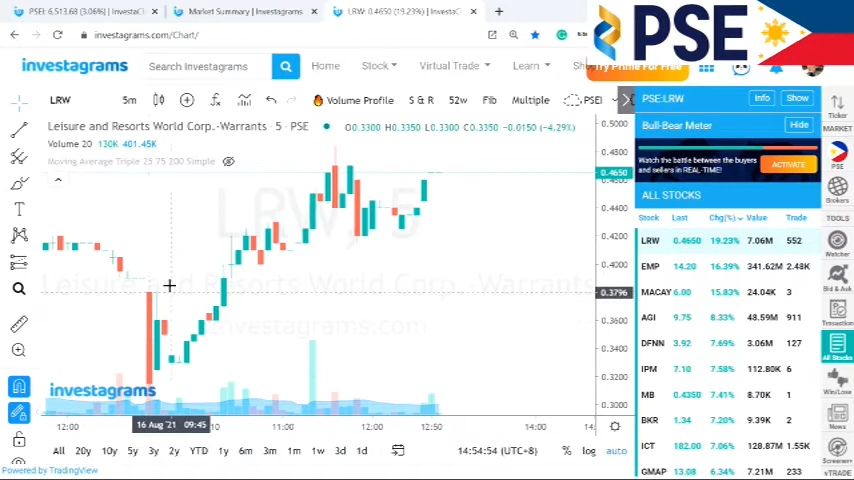 PSEi: 6,513.68 (3.06%) | InvestaCl
Market Summary | Investagrams
LRW: 0.4650 (19.23%) | InvestaC
PSE
investagrams.com/Chart/
investagrams
Search Investagrams
Home
Stock
Virtual Trade
Learn
Try Prime For Free
LRW
5m
Volume Profile
S & R
52w
Fib
Multiple
PSEI
PSE:LRW
Info
Show
Leisure and Resorts World Corp.-Warrants · 5 · PSE
O0.3300 H0.3350 L0.3300 C0.3350 -0.0150 (-4.29%)
Volume 20 130K 401.45K
Moving Average Triple 25 75 200 Simple
Bull-Bear Meter
Hide
Watch the battle between the buyers
and sellers in REAL-TIME!
ACTIVATE
ALL STOCKS
Stock Last Chg(%) Value Trade
LRW 0.4650 19.23% 7.06M 552
EMP 14.20 16.39% 341.62M 2.48K
MACAY 6.00 15.83% 24.04K 3
AGI 9.75 8.33% 48.59M 911
DFNN 3.92 7.69% 3.06M 127
IPM 7.10 7.58% 112.80K 6
MB 0.4350 7.41% 8.70K 1
BKR 1.34 7.20% 9.39K 2
ICT 182.00 7.06% 128.87M 1.55K
GMAP 13.08 6.34% 7.21M 233
Ticker
MARKET
PSE
Brokers
TOOLS
Watcher
Bid & Ask
Transaction
All Stocks
Win/Lose
News
Screener
vTRADE
0.5000
0.4650
0.4400
0.4200
0.4000
0.3796
0.3600
0.3400
0.3200
0.3000
LRW, 5
Leisure and Resorts World Corp.-Warrants
investagrams.com
investagrams
12:00
16 Aug '21 09:45
11:00
12:00
12:50
14:00
All
20y
10y
5y
3y
2y
YTD
1y
6m
3m
1m
1w
3d
1d
14:54:54 (UTC+8)
%
log
auto
Powered by TradingView